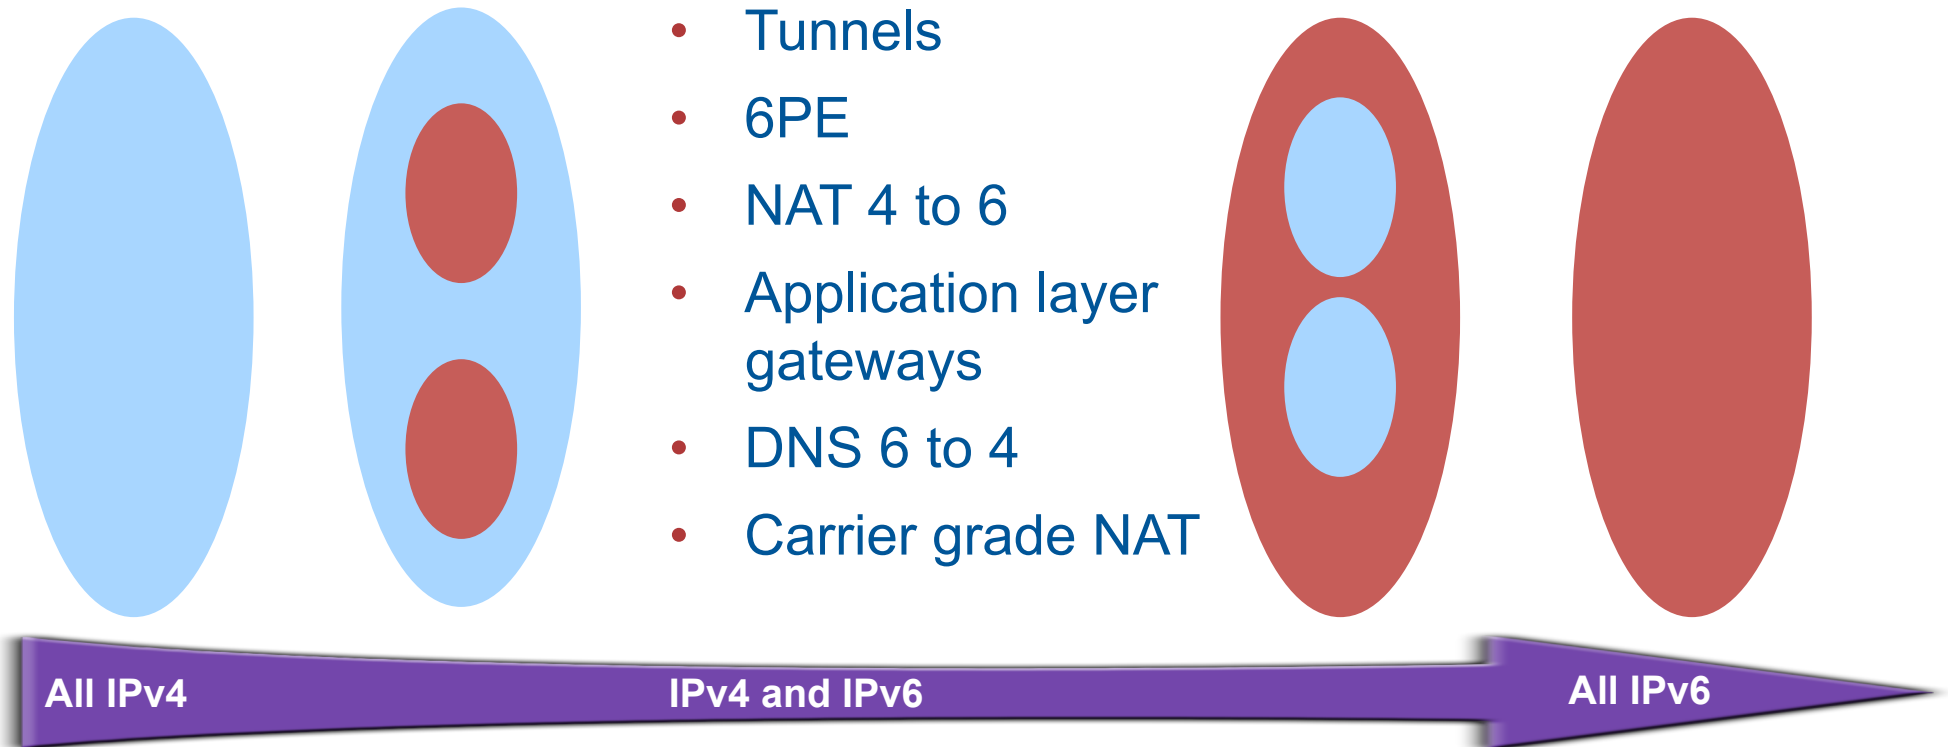 • Tunnels
• 6PE
• NAT 4 to 6
• Application layer
gateways
• DNS 6 to 4
• Carrier grade NAT
All IPv4
IPv4 and IPv6
All IPv6